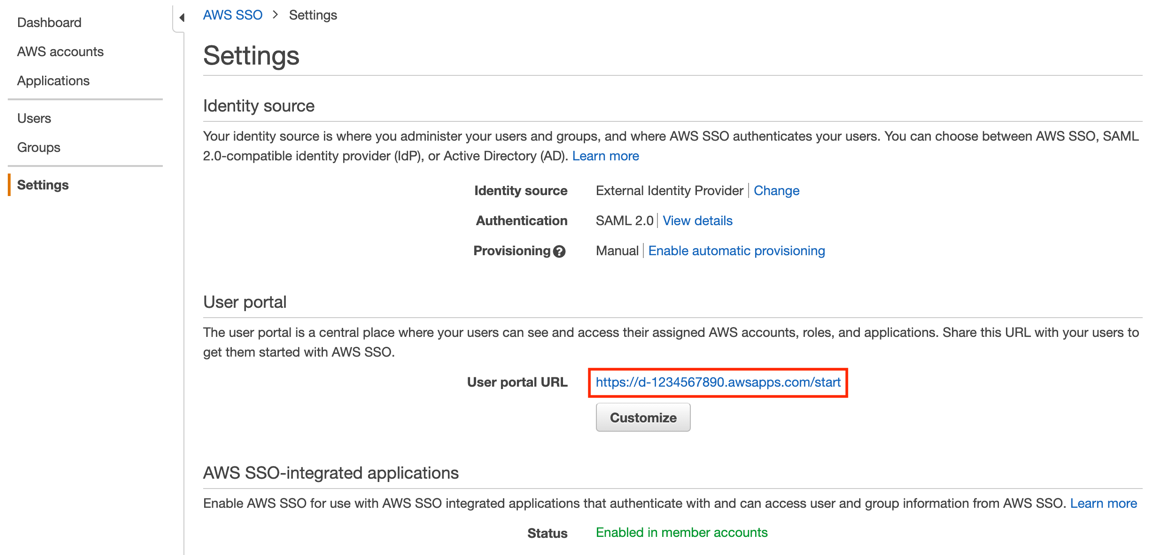 Dashboard
AWS accounts
Applications
Users
Groups
Settings
AWS SSO > Settings
Settings
Identity source
Your identity source is where you administer your users and groups, and where AWS SSO authenticates your users. You can choose between AWS SSO, SAML
2.0-compatible identity provider (IdP), or Active Directory (AD). Learn more
Identity source External Identity Provider | Change
Authentication SAML 2.0 | View details
Provisioning ? Manual | Enable automatic provisioning
User portal
The user portal is a central place where your users can see and access their assigned AWS accounts, roles, and applications. Share this URL with your users to
get them started with AWS SSO.
User portal URL https://d-1234567890.awsapps.com/start
Customize
AWS SSO-integrated applications
Enable AWS SSO for use with AWS SSO integrated applications that authenticate with and can access user and group information from AWS SSO. Learn more
Status Enabled in member accounts